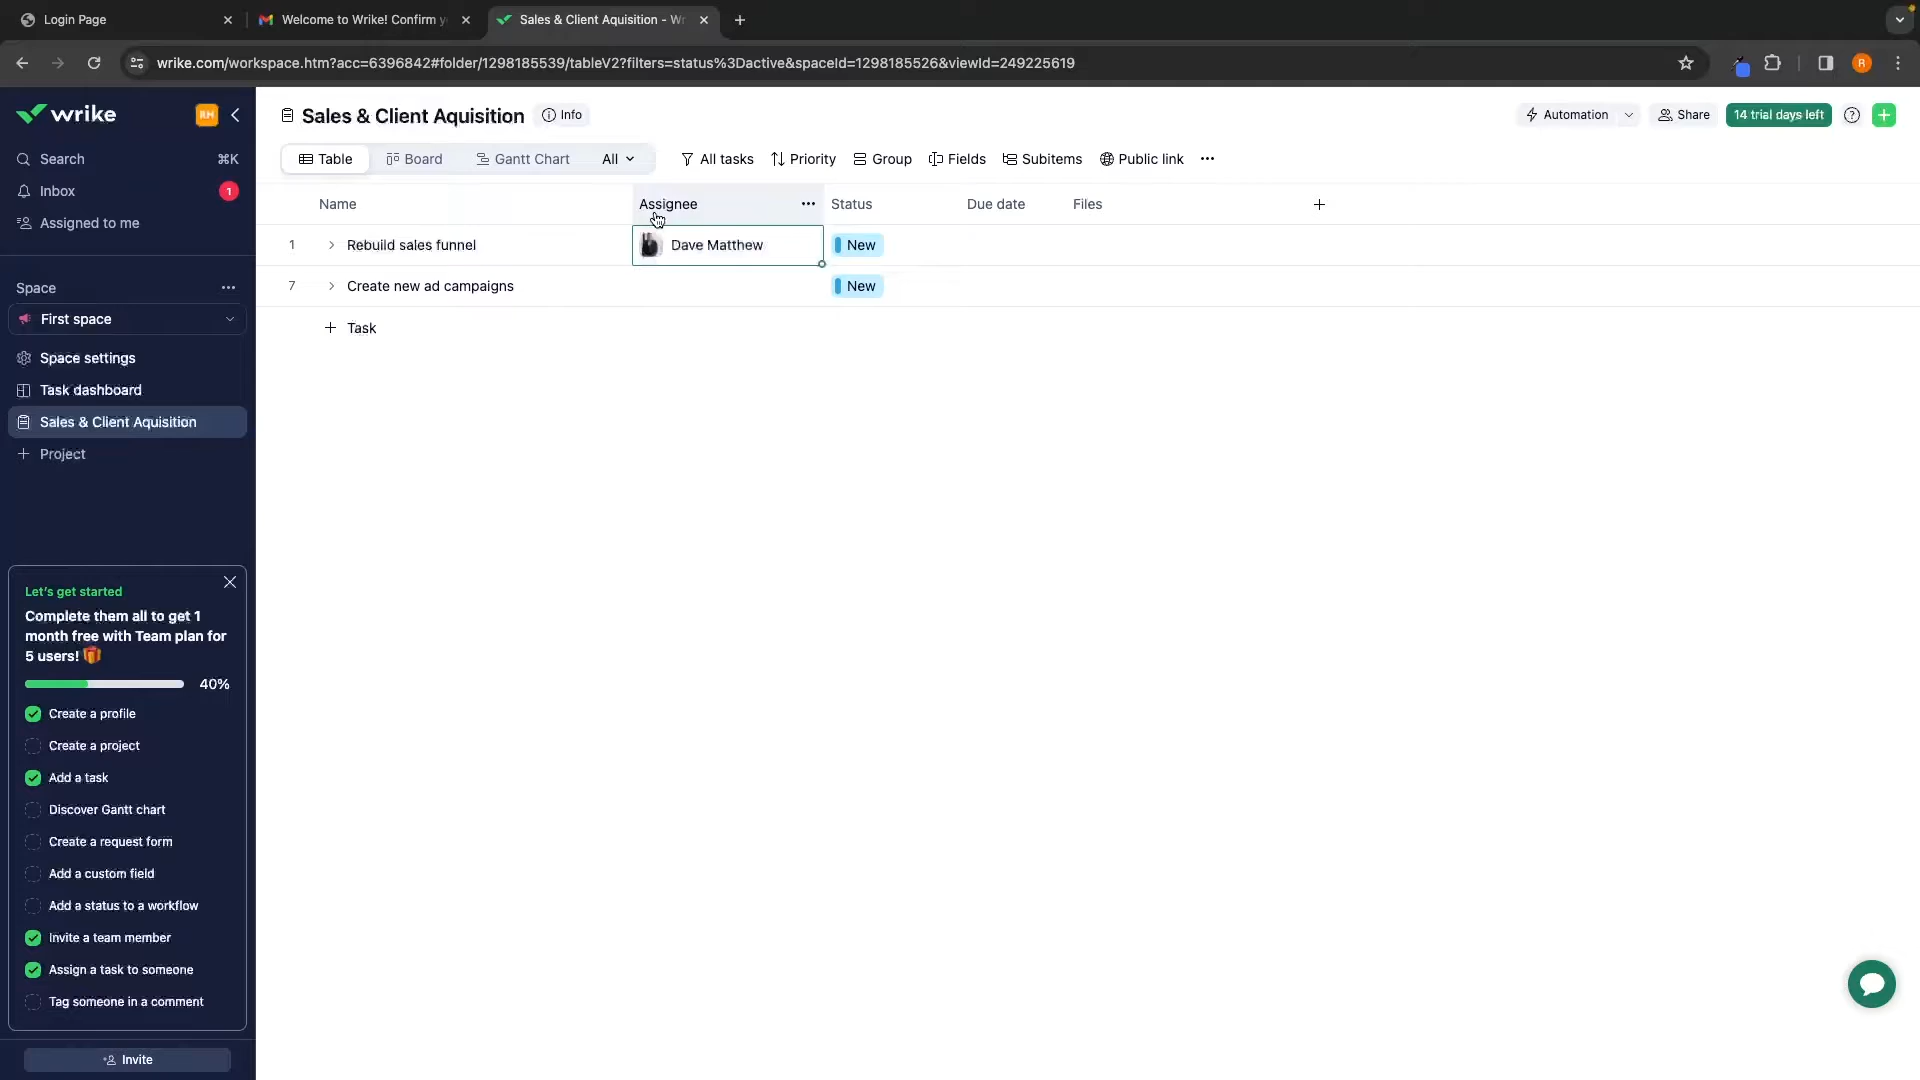 Login Page
Welcome to Wrike! Confirm y
Sales & Client Aquisition - Wr
wrike.com/workspace.htm?acc=6396842#folder/1298185539/tableV2?filters=status%3Dactive&spaceId=1298185526&viewId=249225619
R
wrike
RM
Sales & Client Aquisition
Info
Automation
Share
14 trial days left
Search
⌘K
Table
Board
Gantt Chart
All
All tasks
Priority
Group
Fields
Subitems
Public link
Inbox
1
Assigned to me
Name
Assignee
Status
Due date
Files
1
Rebuild sales funnel
Dave Matthew
New
7
Create new ad campaigns
New
Task
Space
First space
Space settings
Task dashboard
Sales & Client Aquisition
Project
Let's get started
Complete them all to get 1
month free with Team plan for
5 users!
40%
Create a profile
Create a project
Add a task
Discover Gantt chart
Create a request form
Add a custom field
Add a status to a workflow
Invite a team member
Assign a task to someone
Tag someone in a comment
Invite